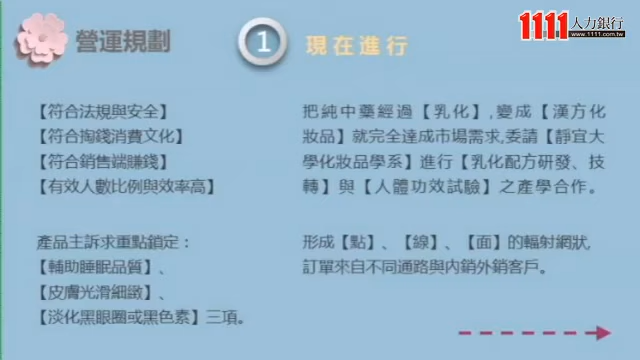 1111人力銀行
www.1111.com.tw
營運規劃
1
現在進行
【符合法規與安全】
【符合掏錢消費文化】
【符合銷售端賺錢】
【有效人數比例與效率高】
產品主訴求重點鎖定：
【輔助睡眠品質】、
【皮膚光滑細緻】、
【淡化黑眼圈或黑色素】三項。
把純中藥經過【乳化】,變成【漢方化
妝品】就完全達成市場需求,委請【靜宜大
學化妝品學系】進行【乳化配方研發、技
轉】與【人體功效試驗】之產學合作。
形成【點】、【線】、【面】的輻射網狀,
訂單來自不同通路與內銷外銷客戶。